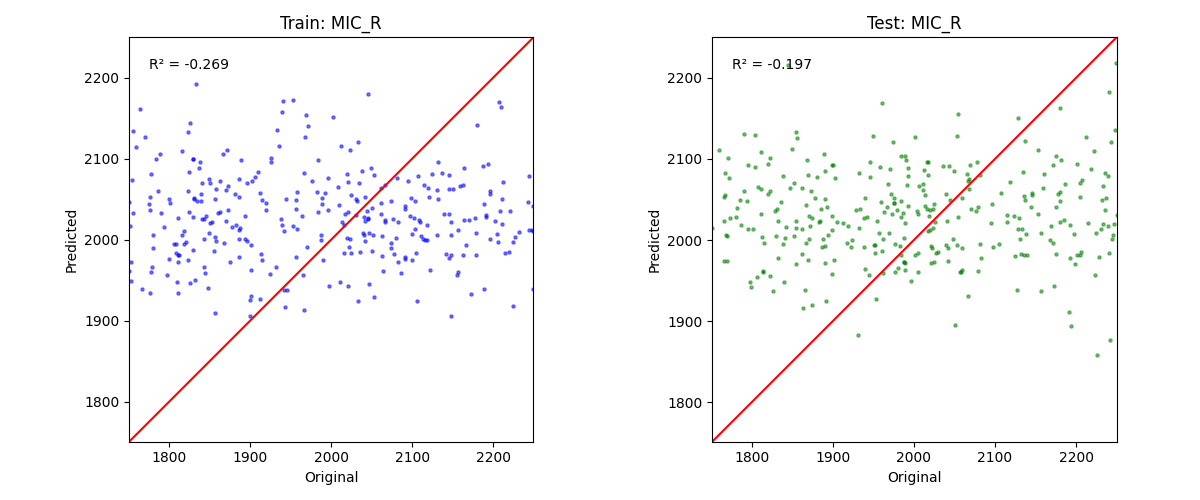 Train: MIC_R
R² = -0.269
2200
2100
2000
1900
1800
Predicted
1800 1900 2000 2100 2200
Original
Test: MIC_R
R² = -0.197
2200
2100
2000
1900
1800
Predicted
1800 1900 2000 2100 2200
Original